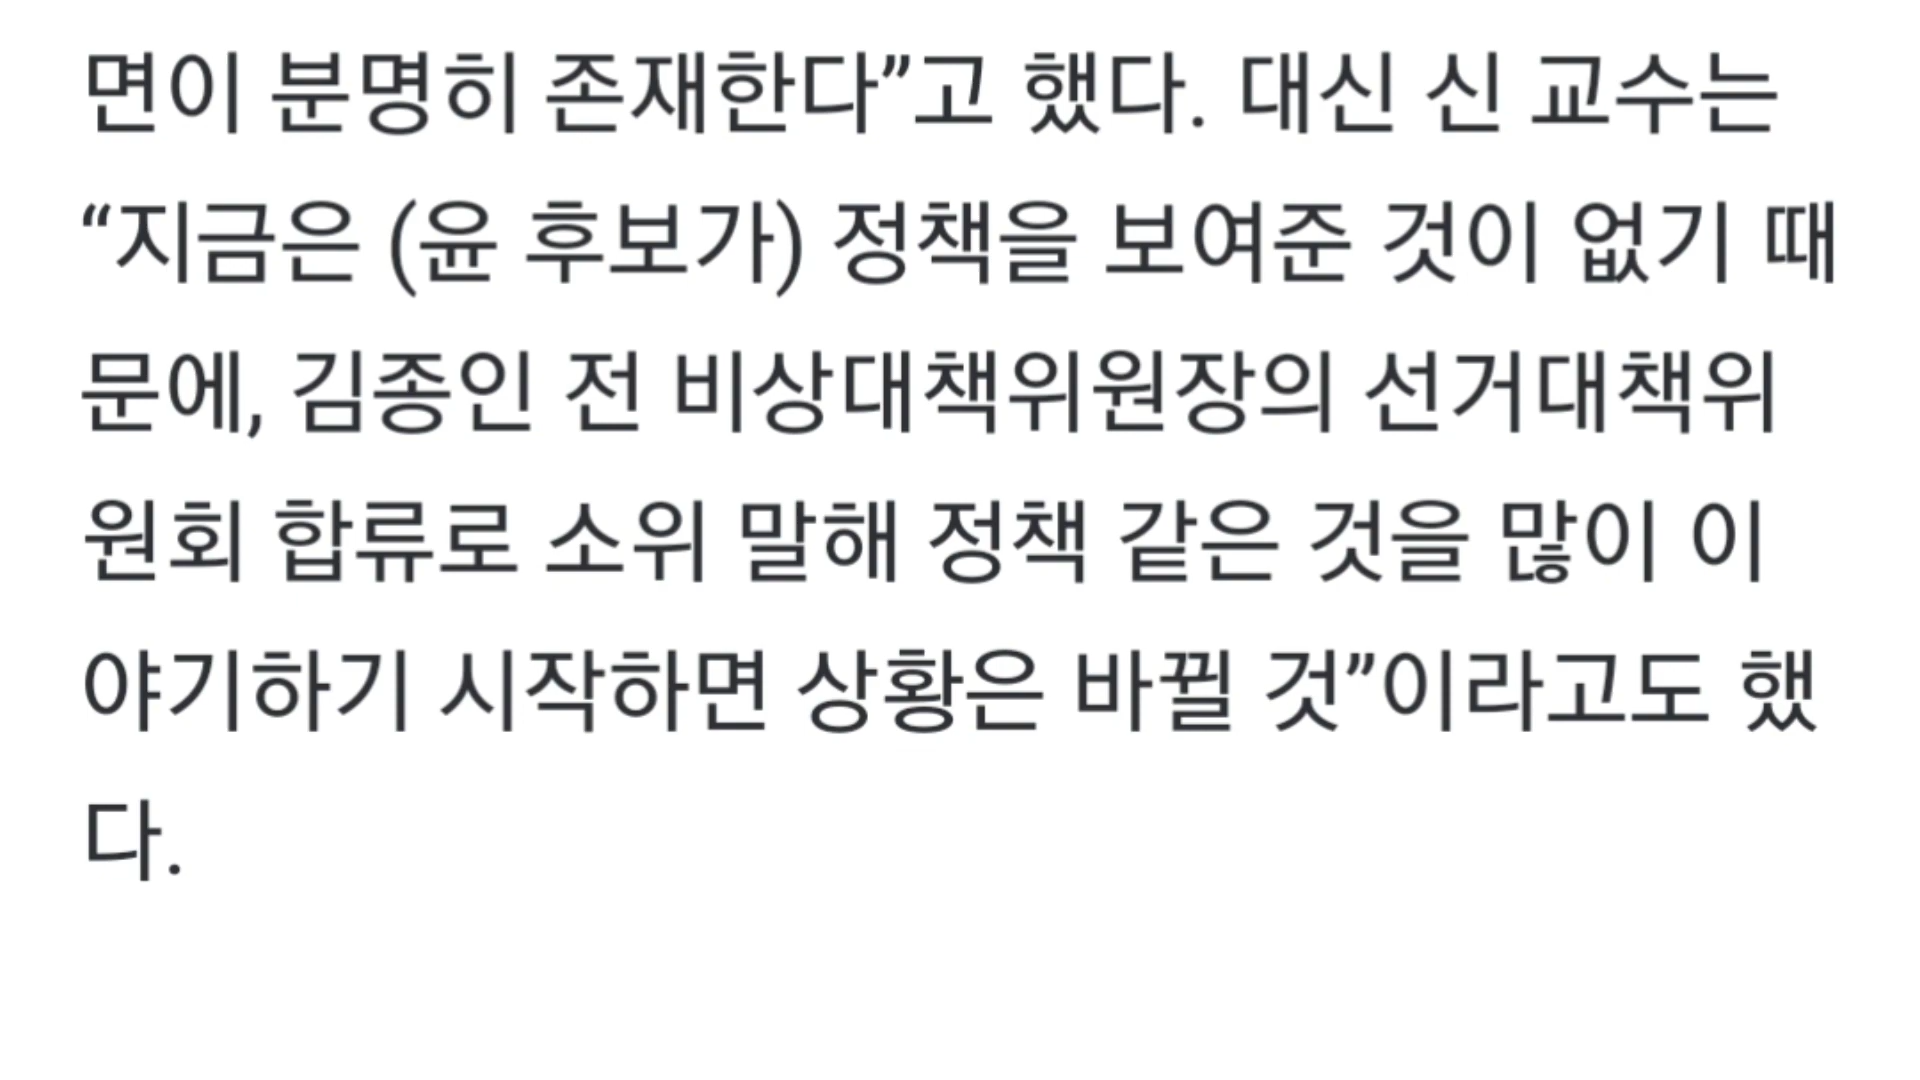 면이 분명히 존재한다”고 했다. 대신 신 교수는
“지금은 (윤 후보가) 정책을 보여준 것이 없기 때
문에, 김종인 전 비상대책위원장의 선거대책위
원회 합류로 소위 말해 정책 같은 것을 많이 이
야기하기 시작하면 상황은 바뀔 것”이라고도 했
다.